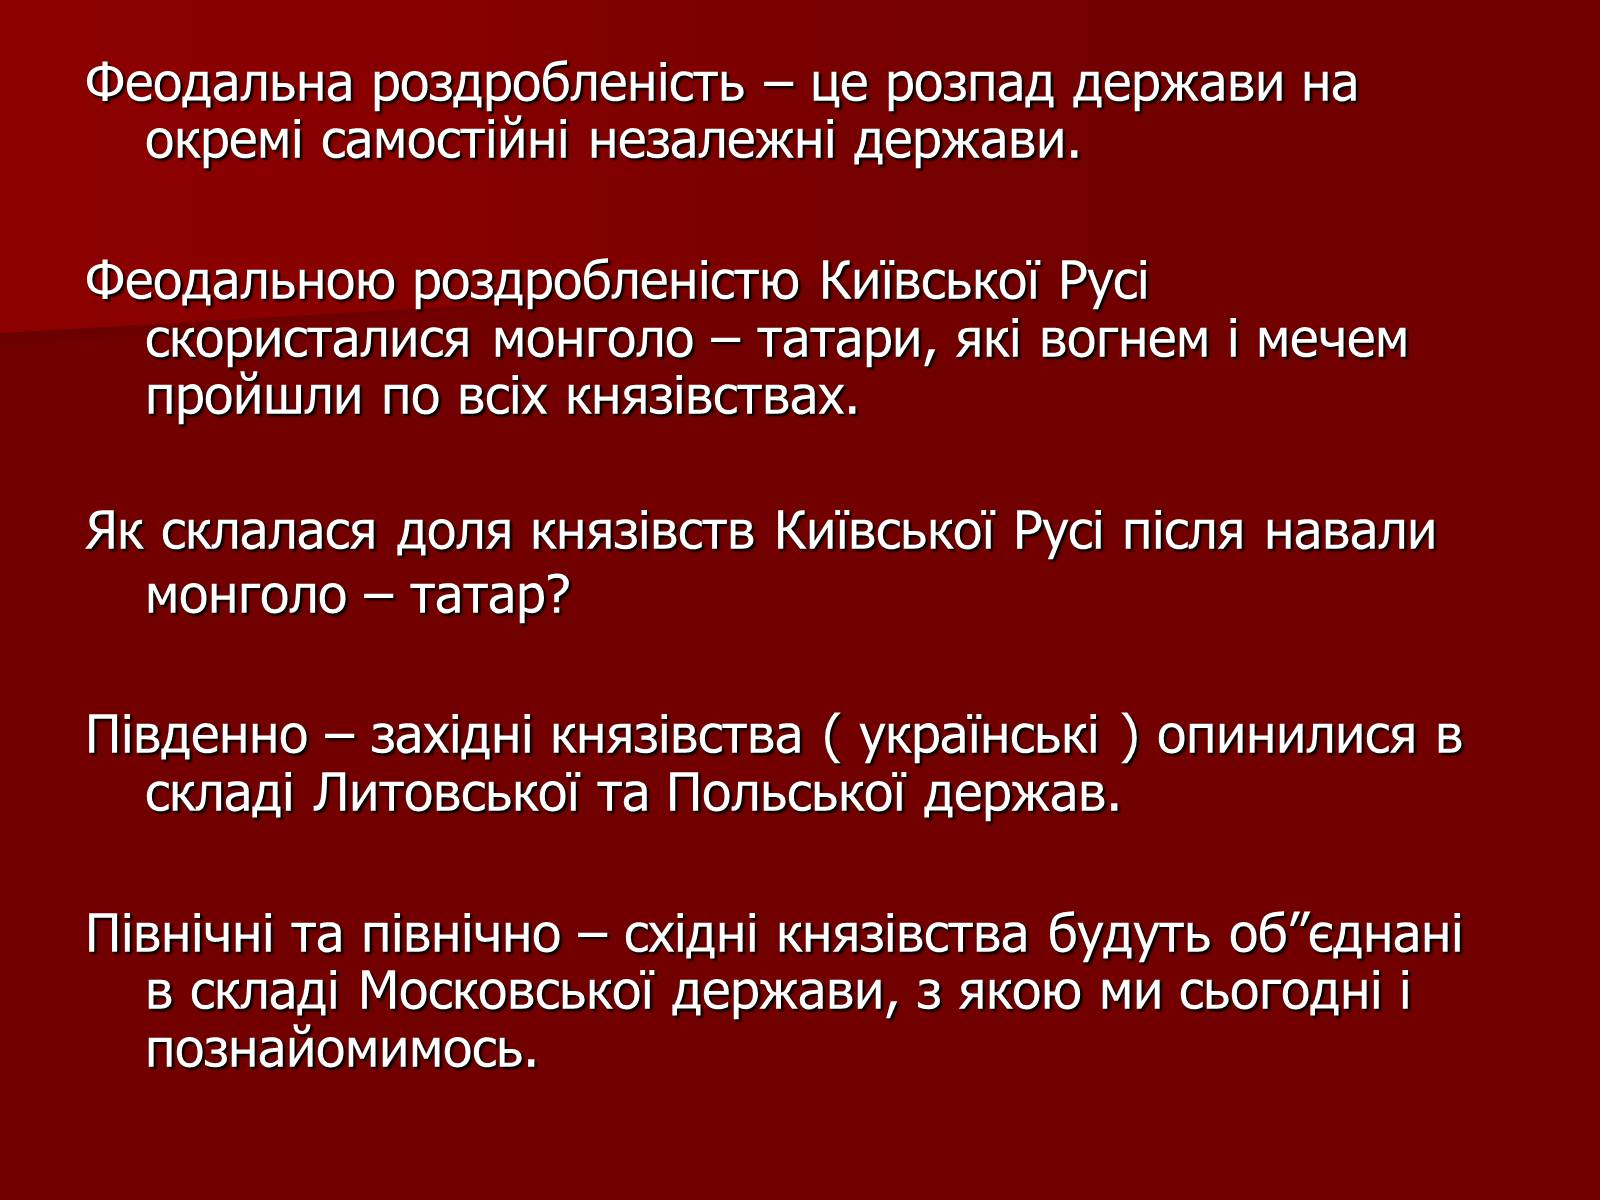 Феодальна роздробленість – це розпад держави на
окремі самостійні незалежні держави.
Феодальною роздробленістю Київської Русі
скористалися монголо – татари, які вогнем і мечем
пройшли по всіх князівствах.
Як склалася доля князівств Київської Русі після навали
монголо – татар?
Південно – західні князівства ( українські ) опинилися в
складі Литовської та Польської держав.
Північні та північно – східні князівства будуть об”єднані
в складі Московської держави, з якою ми сьогодні і
познайомимось.